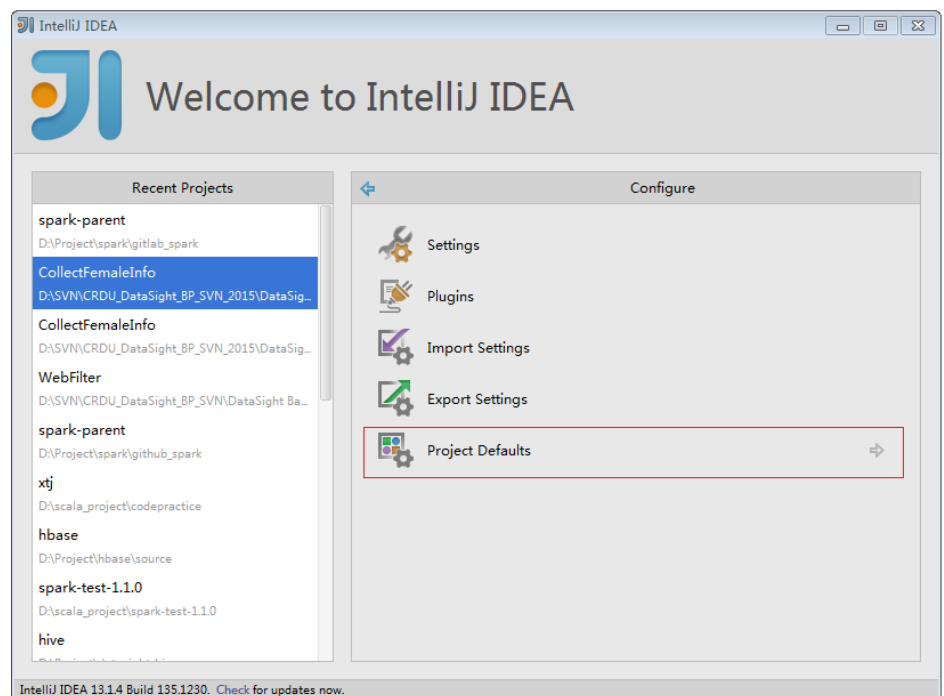 IntelliJ IDEA
Welcome to IntelliJ IDEA
Recent Projects
spark-parent
D:\Project\spark\gitlab_spark
CollectFemaleInfo
D:\SVN\CRDU_DataSight_BP_SVN_2015\DataSig...
CollectFemaleInfo
D:\SVN\CRDU_DataSight_BP_SVN_2015\DataSig...
WebFilter
D:\SVN\CRDU_DataSight_BP_SVN\DataSight Ba...
spark-parent
D:\Project\spark\github_spark
xtj
D:\scala_project\codepractice
hbase
D:\Project\hbase\source
spark-test-1.1.0
D:\scala_project\spark-test-1.1.0
hive
Configure
Settings
Plugins
Import Settings
Export Settings
Project Defaults
IntelliJ IDEA 13.1.4 Build 135.1230. Check for updates now.